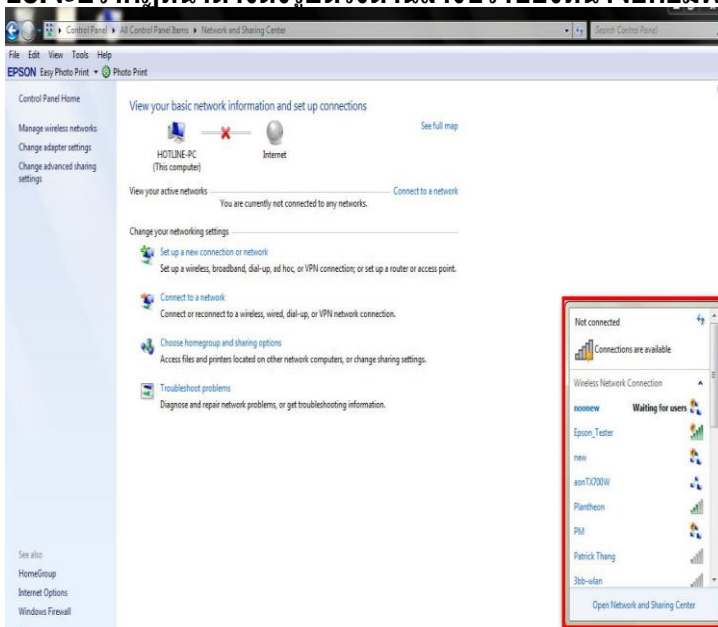 Control Panel ▸ All Control Panel Items ▸ Network and Sharing Center
Search Control Panel
File Edit View Tools Help
EPSON Easy Photo Print Photo Print
Control Panel Home
Manage wireless networks
Change adapter settings
Change advanced sharing
settings
View your basic network information and set up connections
See full map
HOTLINE-PC
(This computer)
Internet
View your active networks
Connect to a network
You are currently not connected to any networks.
Change your networking settings
Set up a new connection or network
Set up a wireless, broadband, dial-up, ad hoc, or VPN connection; or set up a router or access point.
Connect to a network
Connect or reconnect to a wireless, wired, dial-up, or VPN network connection.
Choose homegroup and sharing options
Access files and printers located on other network computers, or change sharing settings.
Troubleshoot problems
Diagnose and repair network problems, or get troubleshooting information.
See also
HomeGroup
Internet Options
Windows Firewall
Not connected
Connections are available
Wireless Network Connection
noonew Waiting for users
Epson_Tester
new
aonTX700W
Plantheon
PM
Patrick Thang
3bb-wlan
Open Network and Sharing Center